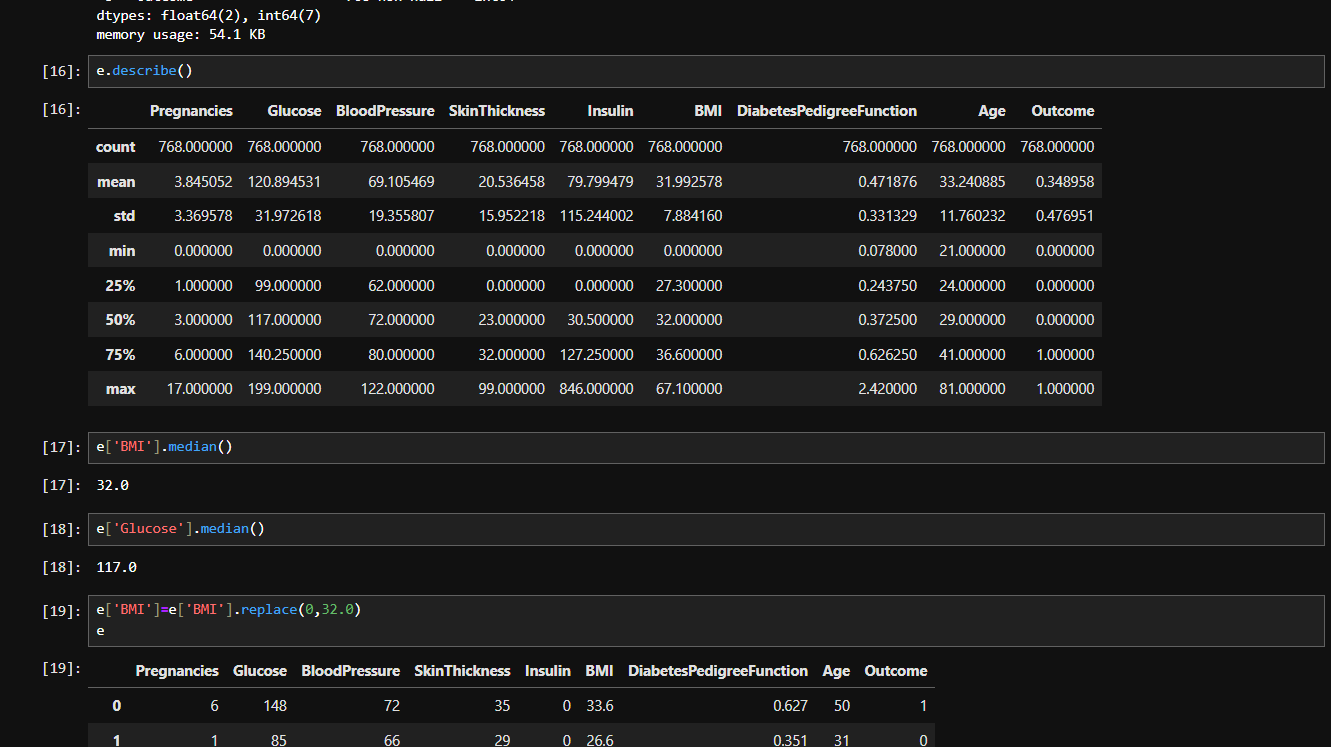 dtypes: float64(2), int64(7)
memory usage: 54.1 KB
[16]: e.describe()
[16]: Pregnancies Glucose BloodPressure SkinThickness Insulin BMI DiabetesPedigreeFunction Age Outcome
count 768.000000 768.000000 768.000000 768.000000 768.000000 768.000000 768.000000 768.000000 768.000000
mean 3.845052 120.894531 69.105469 20.536458 79.799479 31.992578 0.471876 33.240885 0.348958
std 3.369578 31.972618 19.355807 15.952218 115.244002 7.884160 0.331329 11.760232 0.476951
min 0.000000 0.000000 0.000000 0.000000 0.000000 0.000000 0.078000 21.000000 0.000000
25% 1.000000 99.000000 62.000000 0.000000 0.000000 27.300000 0.243750 24.000000 0.000000
50% 3.000000 117.000000 72.000000 23.000000 30.500000 32.000000 0.372500 29.000000 0.000000
75% 6.000000 140.250000 80.000000 32.000000 127.250000 36.600000 0.626250 41.000000 1.000000
max 17.000000 199.000000 122.000000 99.000000 846.000000 67.100000 2.420000 81.000000 1.000000
[17]: e['BMI'].median()
[17]: 32.0
[18]: e['Glucose'].median()
[18]: 117.0
[19]: e['BMI']=e['BMI'].replace(0,32.0)
e
[19]: Pregnancies Glucose BloodPressure SkinThickness Insulin BMI DiabetesPedigreeFunction Age Outcome
0 6 148 72 35 0 33.6 0.627 50 1
1 1 85 66 29 0 26.6 0.351 31 0